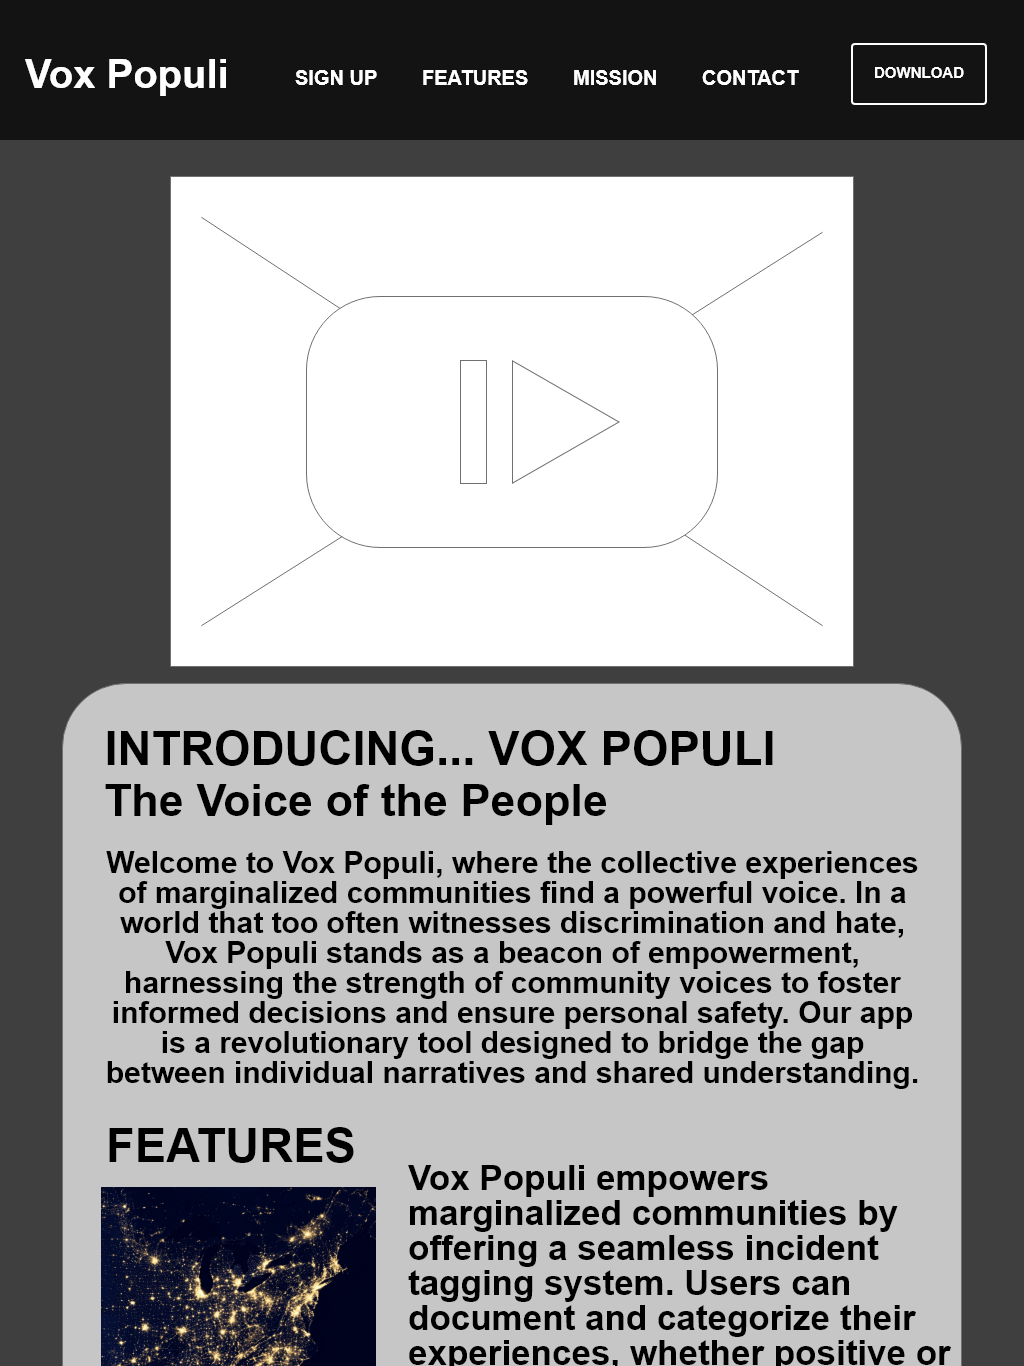 Vox Populi
SIGN UP
FEATURES
MISSION
CONTACT
DOWNLOAD
INTRODUCING... VOX POPULI
The Voice of the People
Welcome to Vox Populi, where the collective experiences
of marginalized communities find a powerful voice. In a
world that too often witnesses discrimination and hate,
Vox Populi stands as a beacon of empowerment,
harnessing the strength of community voices to foster
informed decisions and ensure personal safety. Our app
is a revolutionary tool designed to bridge the gap
between individual narratives and shared understanding.
FEATURES
Vox Populi empowers
marginalized communities by
offering a seamless incident
tagging system. Users can
document and categorize their
experiences, whether positive or